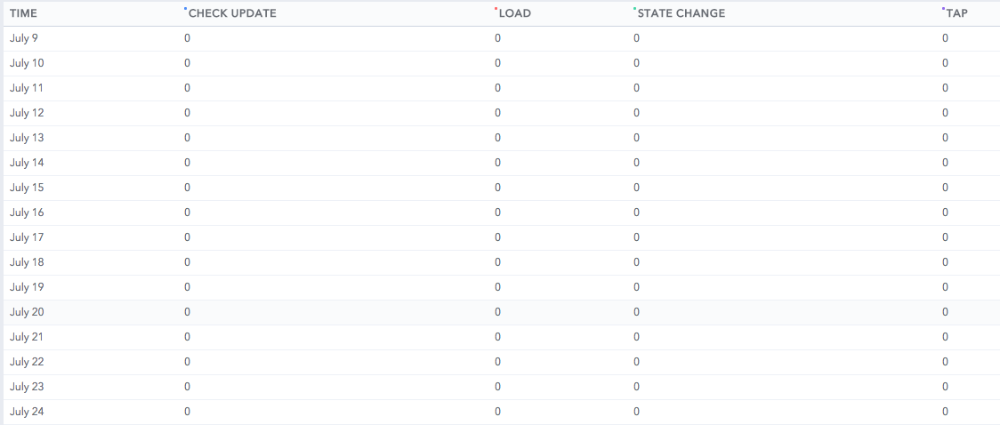 TIME CHECK UPDATE LOAD STATE CHANGE TAP
July 9 0 0 0 0
July 10 0 0 0 0
July 11 0 0 0 0
July 12 0 0 0 0
July 13 0 0 0 0
July 14 0 0 0 0
July 15 0 0 0 0
July 16 0 0 0 0
July 17 0 0 0 0
July 18 0 0 0 0
July 19 0 0 0 0
July 20 0 0 0 0
July 21 0 0 0 0
July 22 0 0 0 0
July 23 0 0 0 0
July 24 0 0 0 0